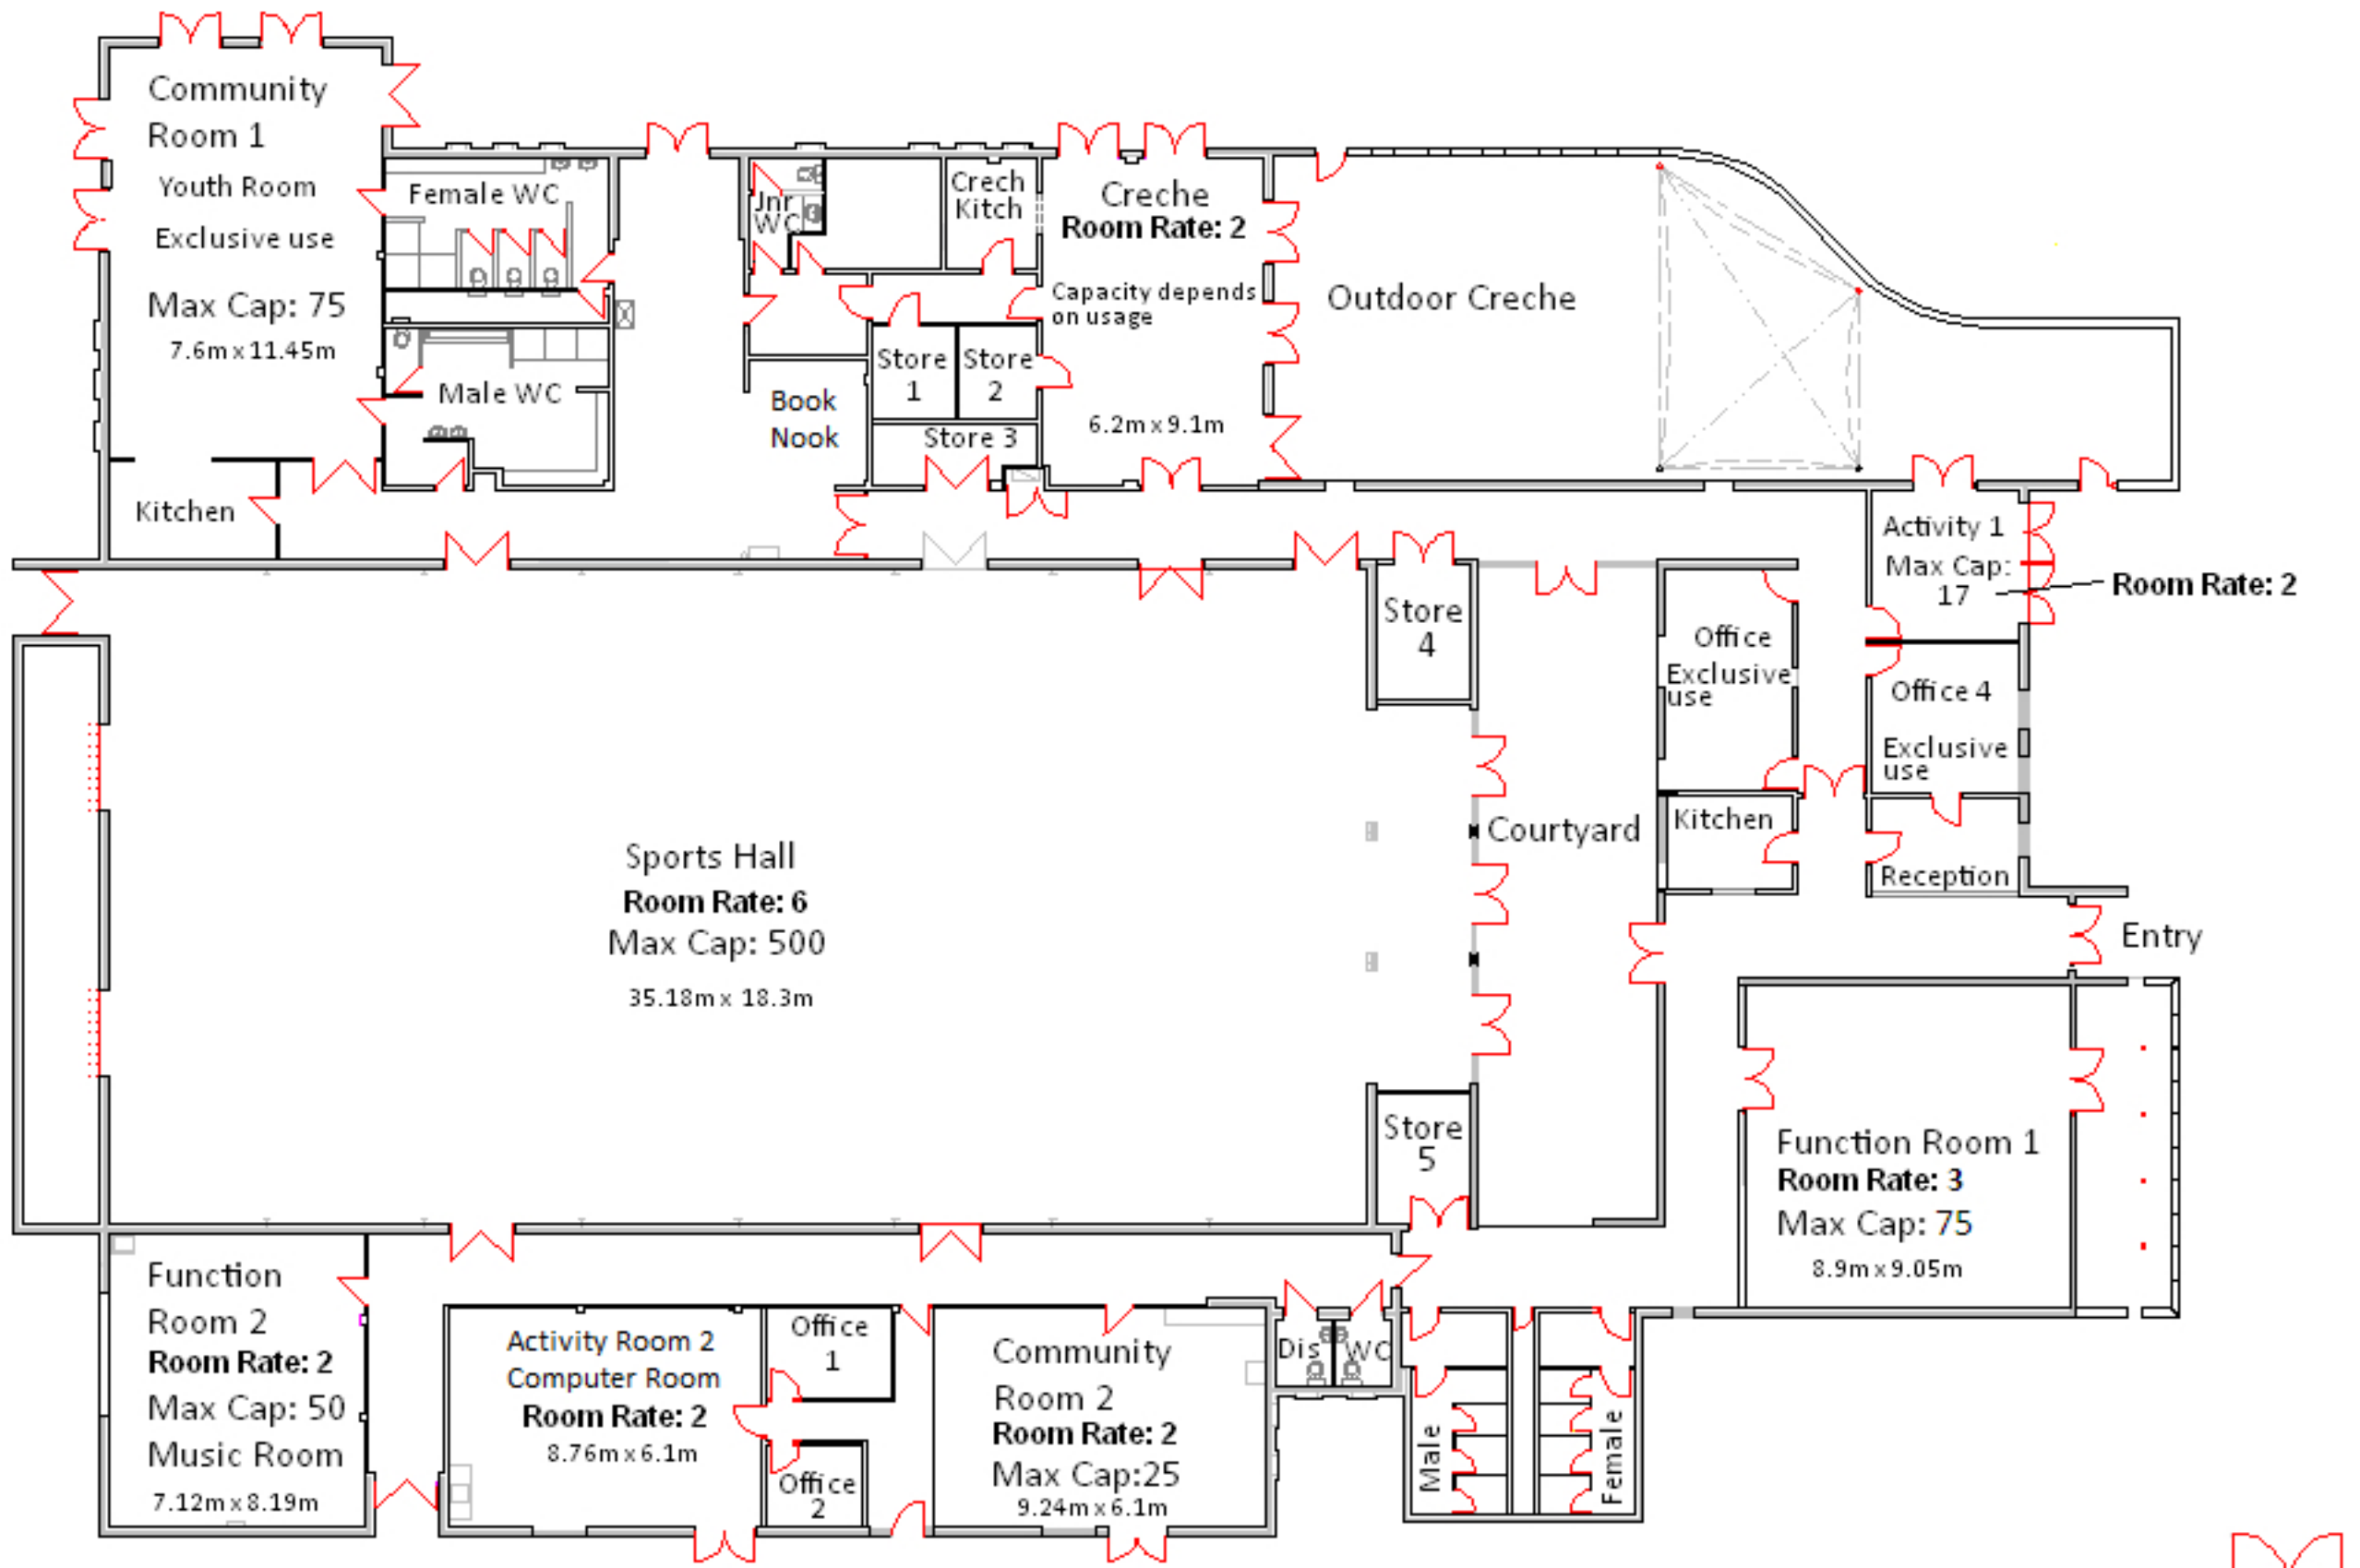 Community
Room 1
Youth Room
Exclusive use
Max Cap: 75
7.6m x 11.45m
Kitchen
Female WC
Male WC
Jnr
WC
Crech
Kitch
Creche
Room Rate: 2
Capacity depends
on usage
6.2m x 9.1m
Store
1
Store
2
Store 3
Book
Nook
Outdoor Creche
Activity 1
Max Cap:
17
Room Rate: 2
Store
4
Office
Exclusive
use
Office 4
Exclusive
use
Kitchen
Reception
Courtyard
Entry
Sports Hall
Room Rate: 6
Max Cap: 500
35.18m x 18.3m
Store
5
Function Room 1
Room Rate: 3
Max Cap: 75
8.9m x 9.05m
Function
Room 2
Room Rate: 2
Max Cap: 50
Music Room
7.12m x 8.19m
Activity Room 2
Computer Room
Room Rate: 2
8.76m x 6.1m
Office
1
Office
2
Community
Room 2
Room Rate: 2
Max Cap:25
9.24m x 6.1m
Dis WC
Male
Female